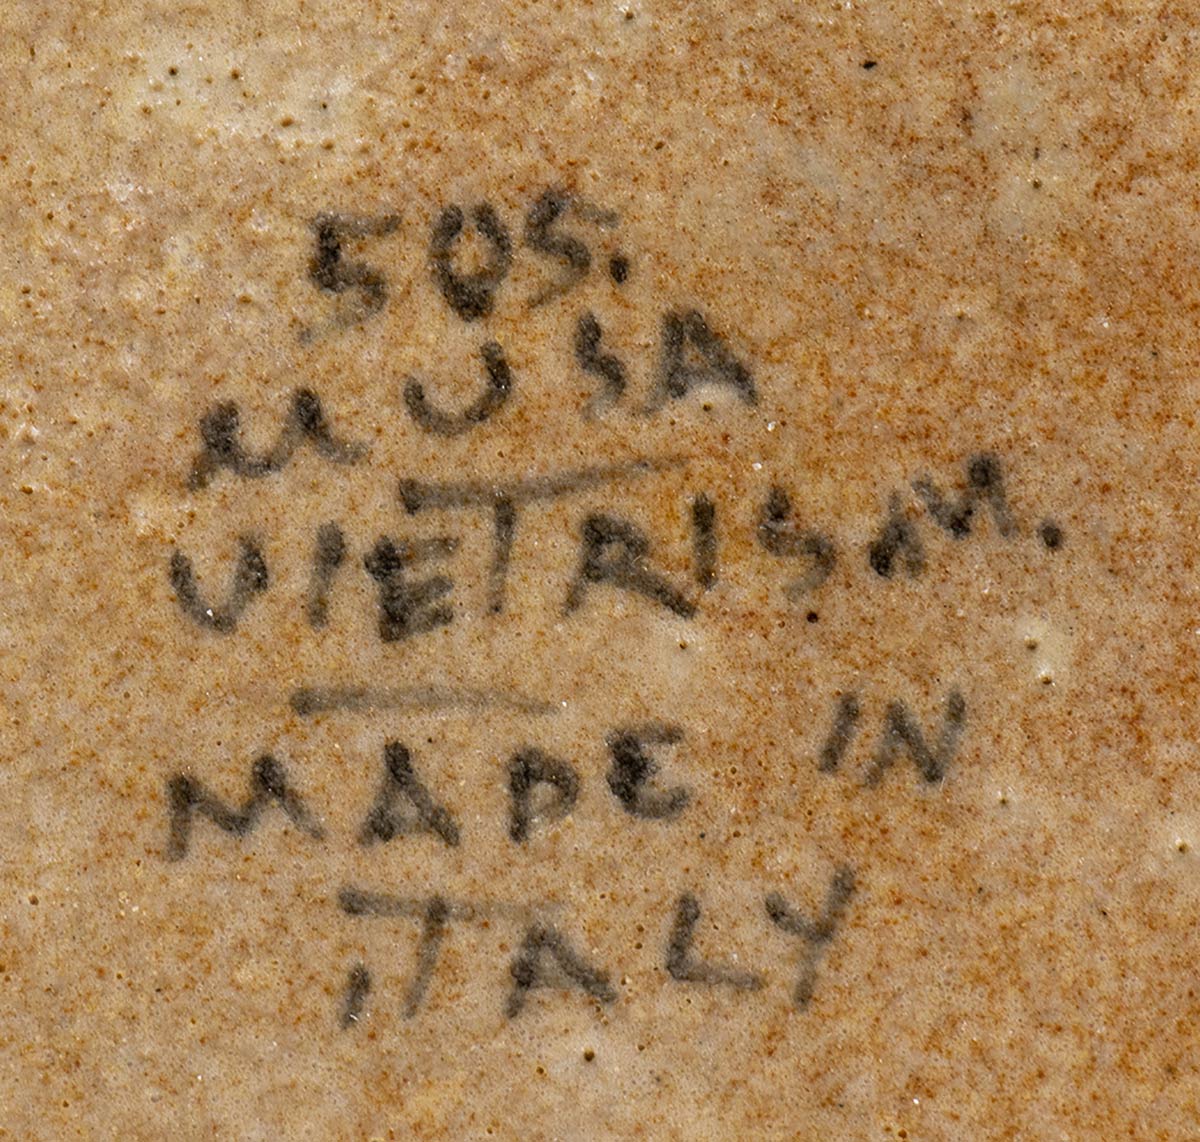 505.
MUSA
VIETRI S M.
MADE IN
ITALY